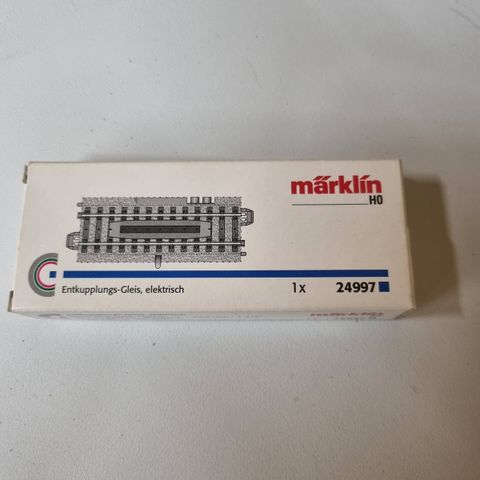 märklin
H0
Entkupplungs-Gleis, elektrisch
1x
24997